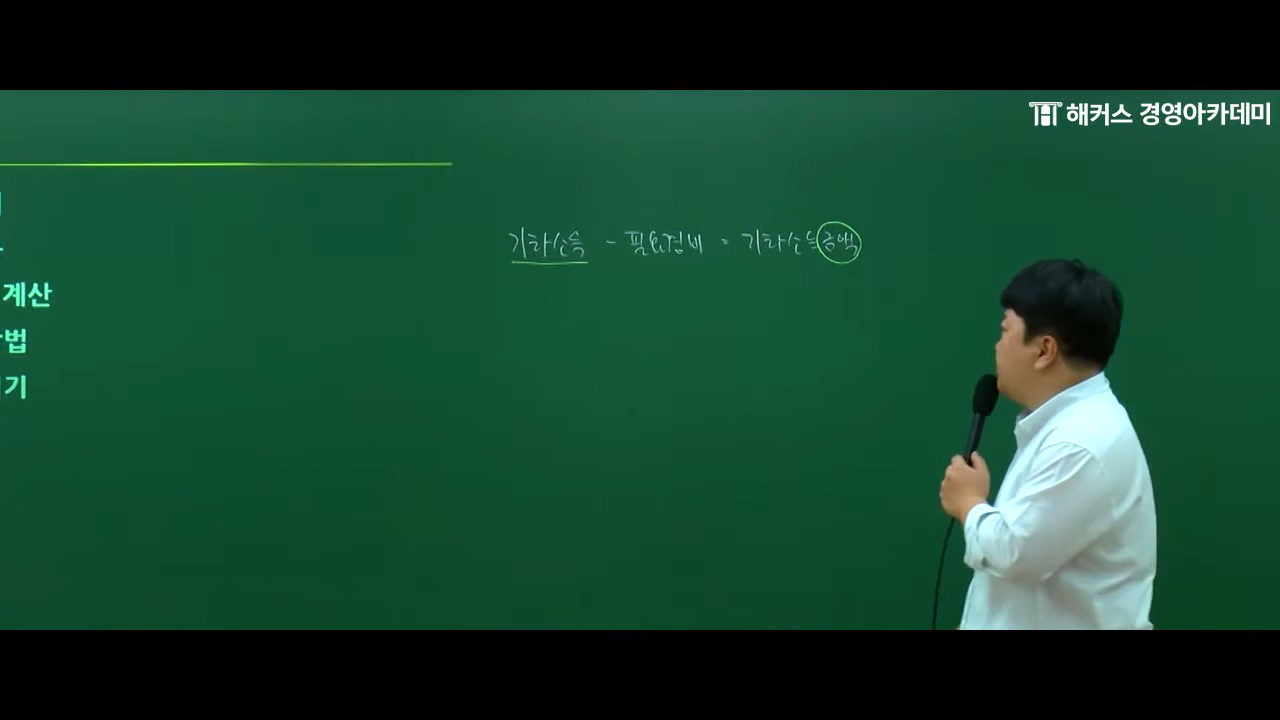 해커스 경영아카데미
기타소득 - 필요경비 = 기타소득금액
계산
법
기